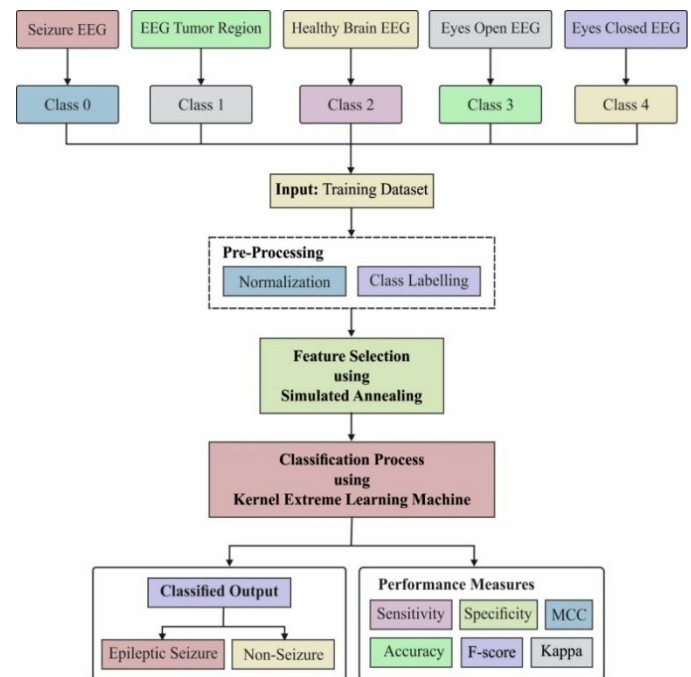 Seizure EEG
EEG Tumor Region
Healthy Brain EEG
Eyes Open EEG
Eyes Closed EEG
Class 0
Class 1
Class 2
Class 3
Class 4
Input: Training Dataset
Pre-Processing
Normalization
Class Labelling
Feature Selection
using
Simulated Annealing
Classification Process
using
Kernel Extreme Learning Machine
Classified Output
Epileptic Seizure
Non-Seizure
Performance Measures
Sensitivity
Specificity
MCC
Accuracy
F-score
Kappa